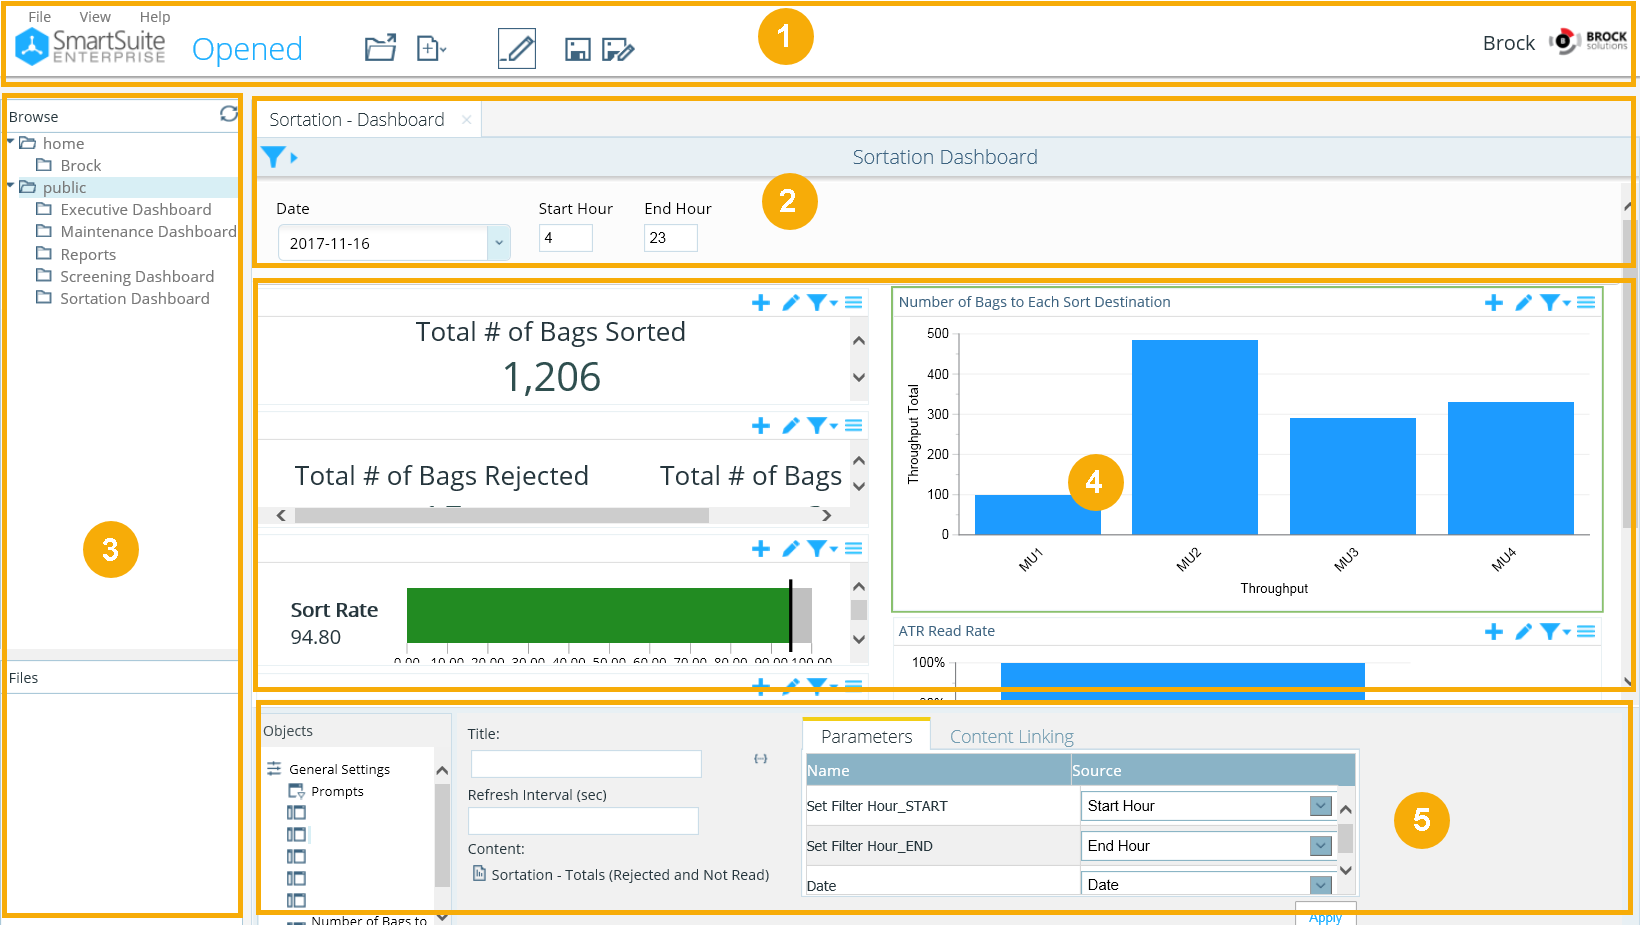 File View Help
SmartSuite
ENTERPRISE
Opened
1
Brock
BROCK
solutions
Browse
home
Brock
public
Executive Dashboard
Maintenance Dashboard
Reports
Screening Dashboard
Sortation Dashboard
3
Files
Sortation - Dashboard ×
Sortation Dashboard
2
Date
Start Hour
End Hour
2017-11-16
4
23
Total # of Bags Sorted
1,206
Total # of Bags Rejected
Total # of Bags
Sort Rate
94.80
0.00 10.00 20.00 30.00 40.00 50.00 60.00 70.00 80.00 90.00 100.00
Number of Bags to Each Sort Destination
500
400
300
200
100
0
Throughput Total
MU1
MU2
MU3
MU4
Throughput
4
ATR Read Rate
100%
Objects
General Settings
Prompts
Number of Bags to
Title:
Refresh Interval (sec)
Content:
Sortation - Totals (Rejected and Not Read)
Parameters
Content Linking
Name
Source
Set Filter Hour_START
Start Hour
Set Filter Hour_END
End Hour
Date
Date
5
Apply